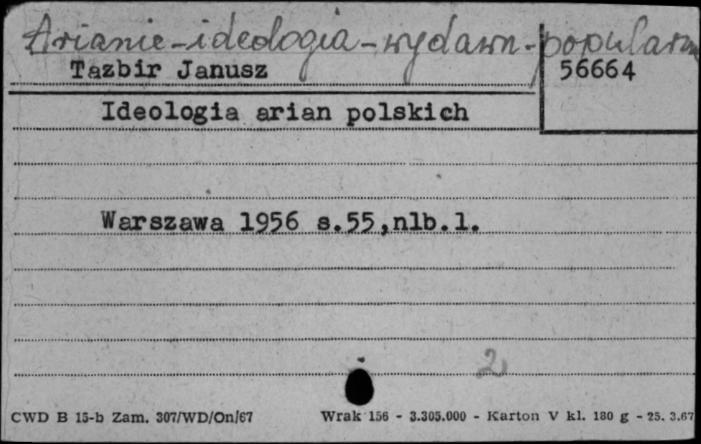 Arianie-ideologia-wydawn-popularn
Tazbir Janusz
56664
Ideologia arian polskich
Warszawa 1956 s.55,nlb.1.
2
CWD B 15-b Zam. 307/WD/On/67 Wrak 156 - 3.305.000 - Karton V kl. 180 g - 25. 3.67